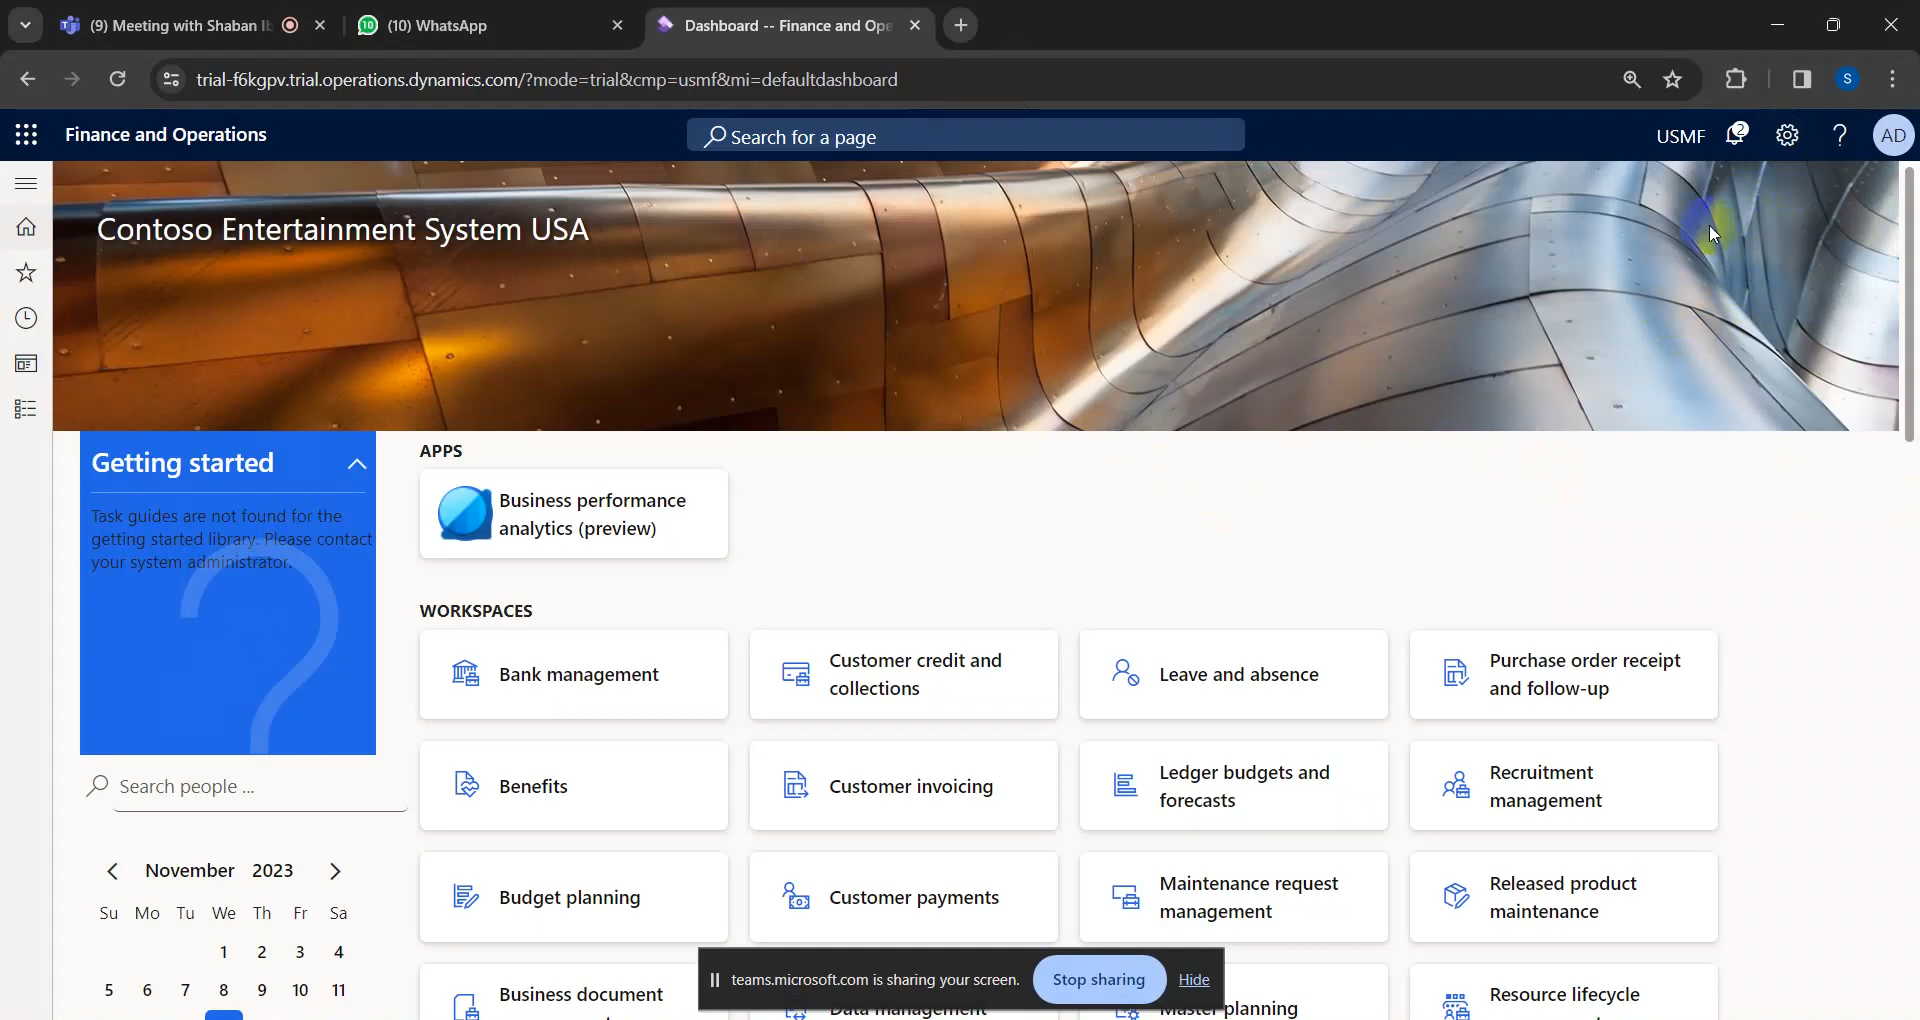 (9) Meeting with Shaban Ib
(10) WhatsApp
Dashboard -- Finance and Ope
trial-f6kgpv.trial.operations.dynamics.com/?mode=trial&cmp=usmf&mi=defaultdashboard
S
Finance and Operations
Search for a page
USMF
2
AD
Contoso Entertainment System USA
Getting started
Task guides are not found for the
getting started library. Please contact
your system administrator.
APPS
Business performance
analytics (preview)
WORKSPACES
Bank management
Customer credit and
collections
Leave and absence
Purchase order receipt
and follow-up
Benefits
Customer invoicing
Ledger budgets and
forecasts
Recruitment
management
Budget planning
Customer payments
Maintenance request
management
Released product
maintenance
Business document
Data management
Master planning
Resource lifecycle
Search people ...
November 2023
Su Mo Tu We Th Fr Sa
1 2 3 4
5 6 7 8 9 10 11
teams.microsoft.com is sharing your screen.
Stop sharing
Hide